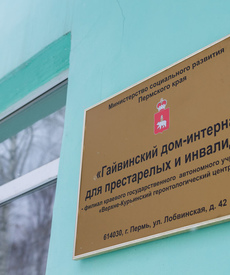 Министерство социального развития
Пермского края
«Гайвинский дом-интерна
для престарелых и инвали
- филиал краевого государственного автономного уч
«Верхне-Курьинский геронтологический центр
614030, г. Пермь, ул. Лобвинская, д. 42